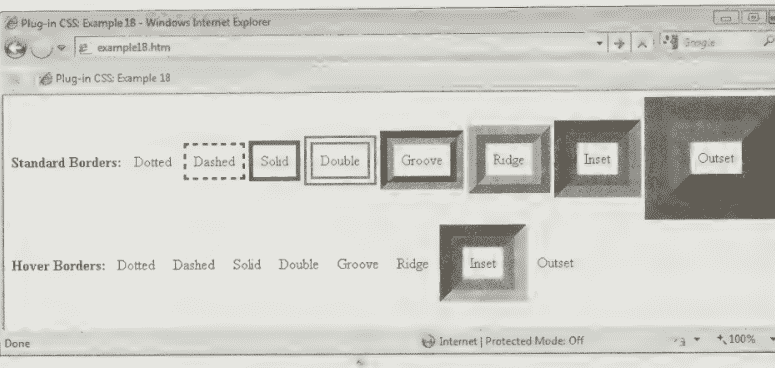 Plug-in CSS: Example 18 - Windows Internet Explorer
example18.htm
Google
Plug-in CSS: Example 18
Standard Borders: Dotted Dashed Solid Double Groove Ridge Inset Outset
Hover Borders: Dotted Dashed Solid Double Groove Ridge Inset Outset
Done Internet | Protected Mode: Off 100%